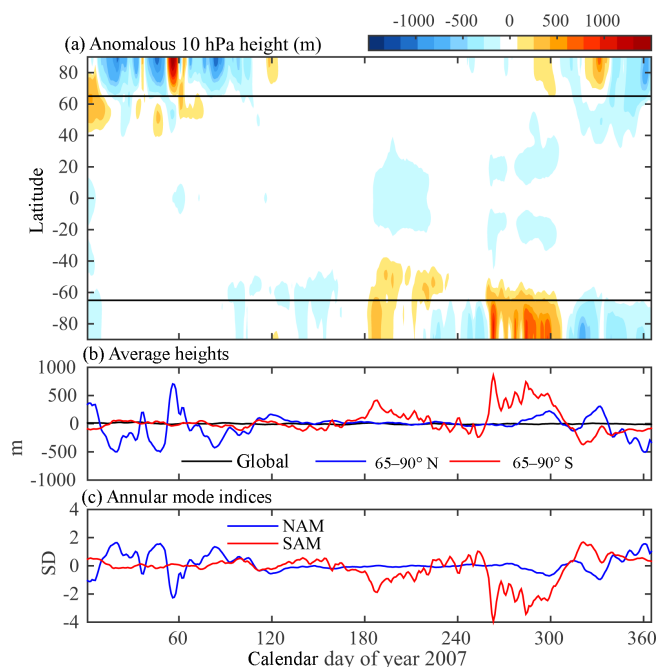 (a) Anomalous 10 hPa height (m)
-1000 -500 0 500 1000
80
60
40
20
0
-20
-40
-60
-80
Latitude
(b) Average heights
1000
500
0
-500
-1000
m
Global 65–90° N 65–90° S
(c) Annular mode indices
4
2
0
-2
-4
SD
NAM
SAM
60 120 180 240 300 360
Calendar day of year 2007